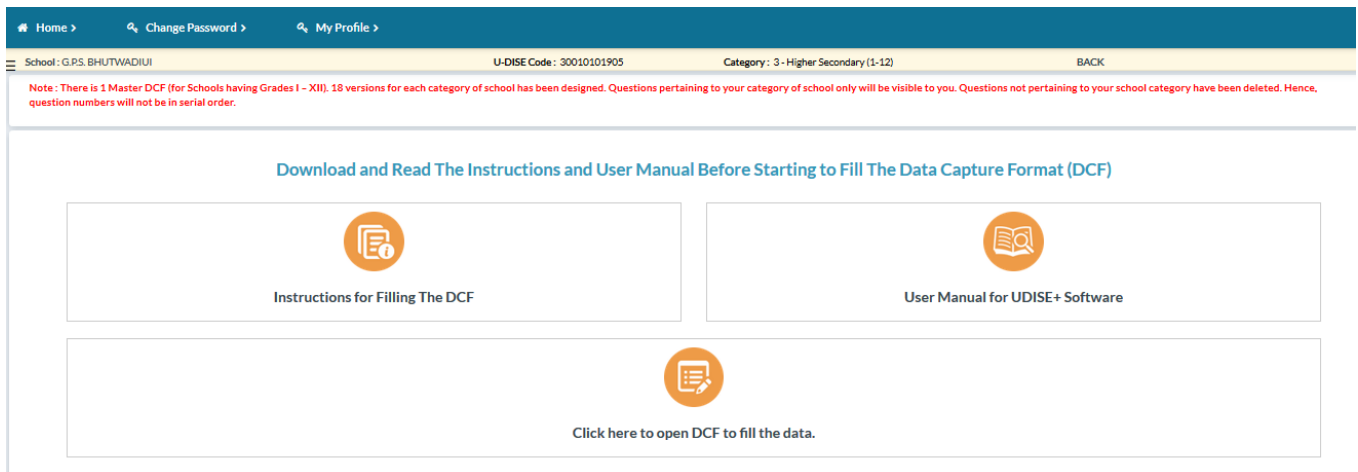 Home > Change Password > My Profile >
School : G.P.S. BHUTWADIUI U-DISE Code : 30010101905 Category : 3 - Higher Secondary (1-12) BACK
Note : There is 1 Master DCF (for Schools having Grades I – XII). 18 versions for each category of school has been designed. Questions pertaining to your category of school only will be visible to you. Questions not pertaining to your school category have been deleted. Hence,
question numbers will not be in serial order.
Download and Read The Instructions and User Manual Before Starting to Fill The Data Capture Format (DCF)
Instructions for Filling The DCF
User Manual for UDISE+ Software
Click here to open DCF to fill the data.